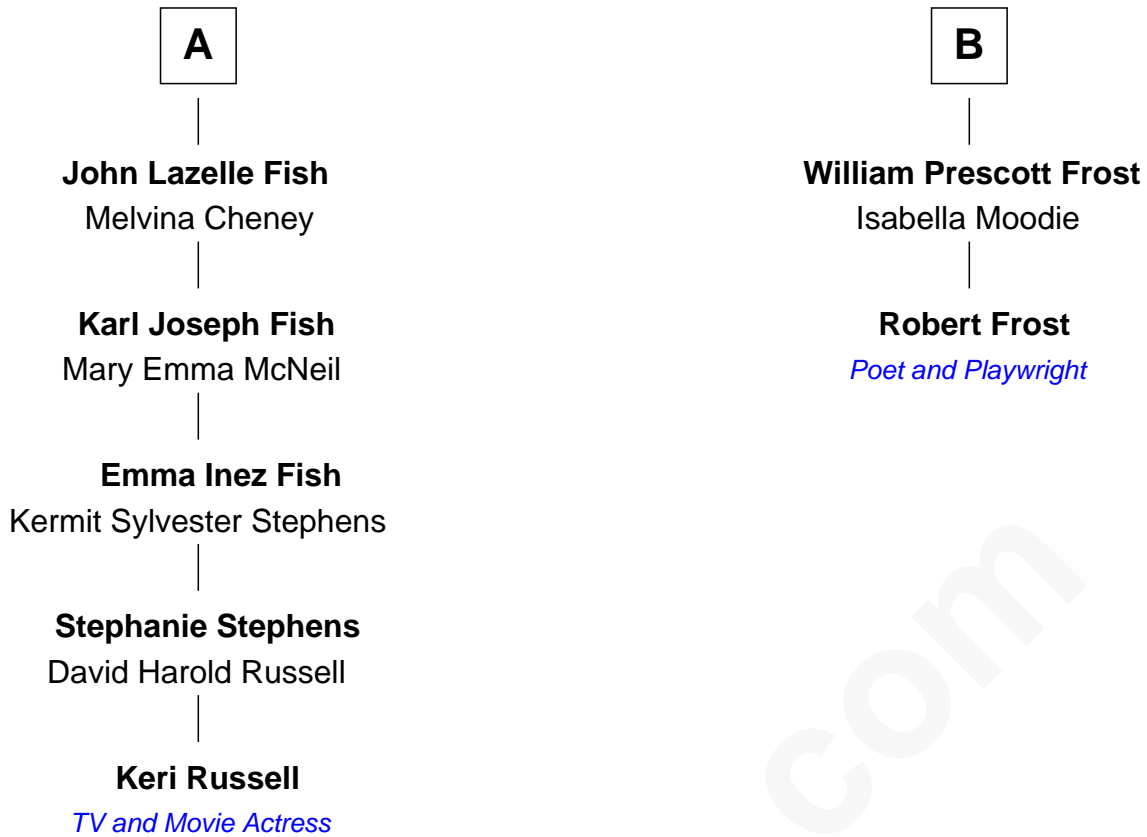 A
John Lazelle Fish
Melvina Cheney
Karl Joseph Fish
Mary Emma McNeil
Emma Inez Fish
Kermit Sylvester Stephens
Stephanie Stephens
David Harold Russell
Keri Russell
TV and Movie Actress
B
William Prescott Frost
Isabella Moodie
Robert Frost
Poet and Playwright
com